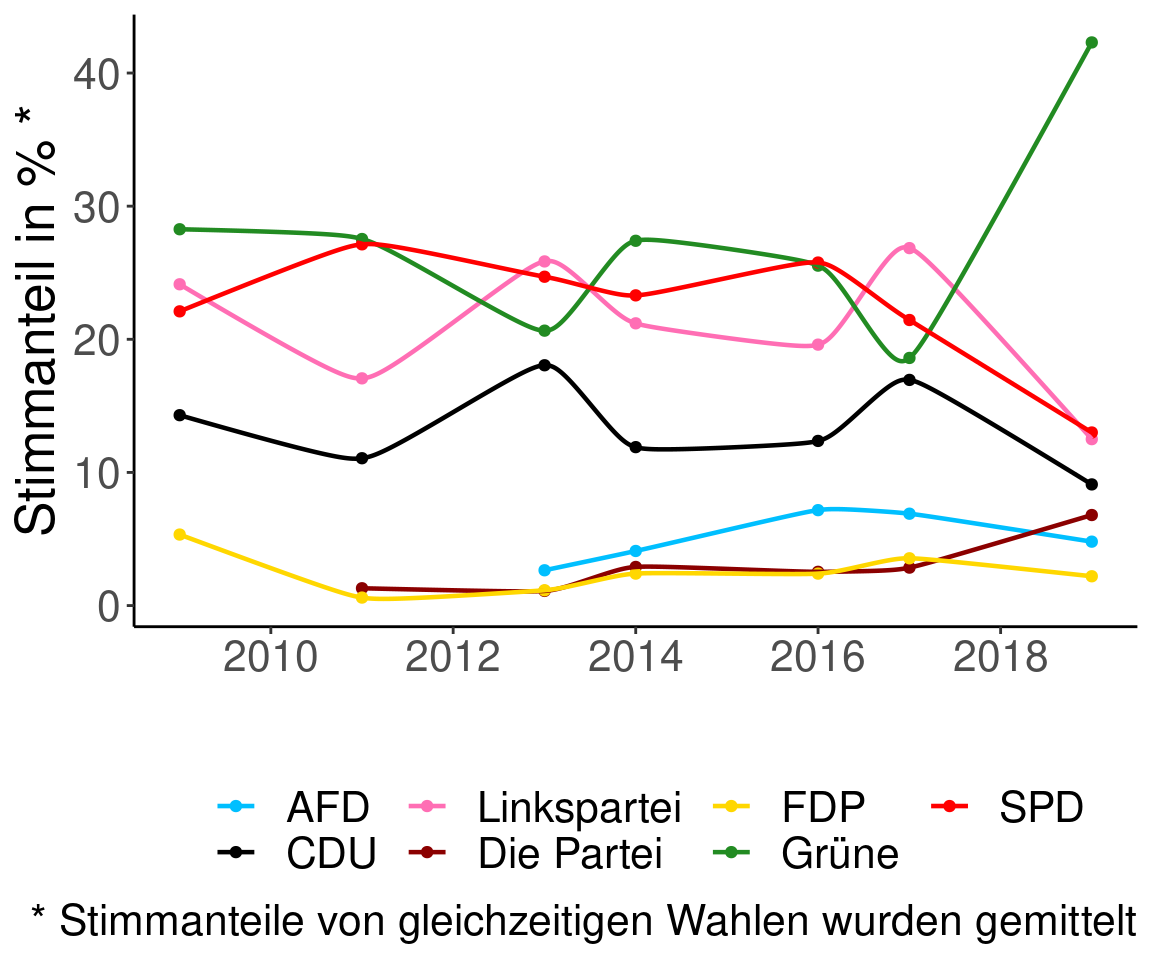 Stimmanteil in % *
40
30
20
10
0
2010 2012 2014 2016 2018
AFD Linkspartei FDP SPD
CDU Die Partei Grüne
* Stimmanteile von gleichzeitigen Wahlen wurden gemittelt